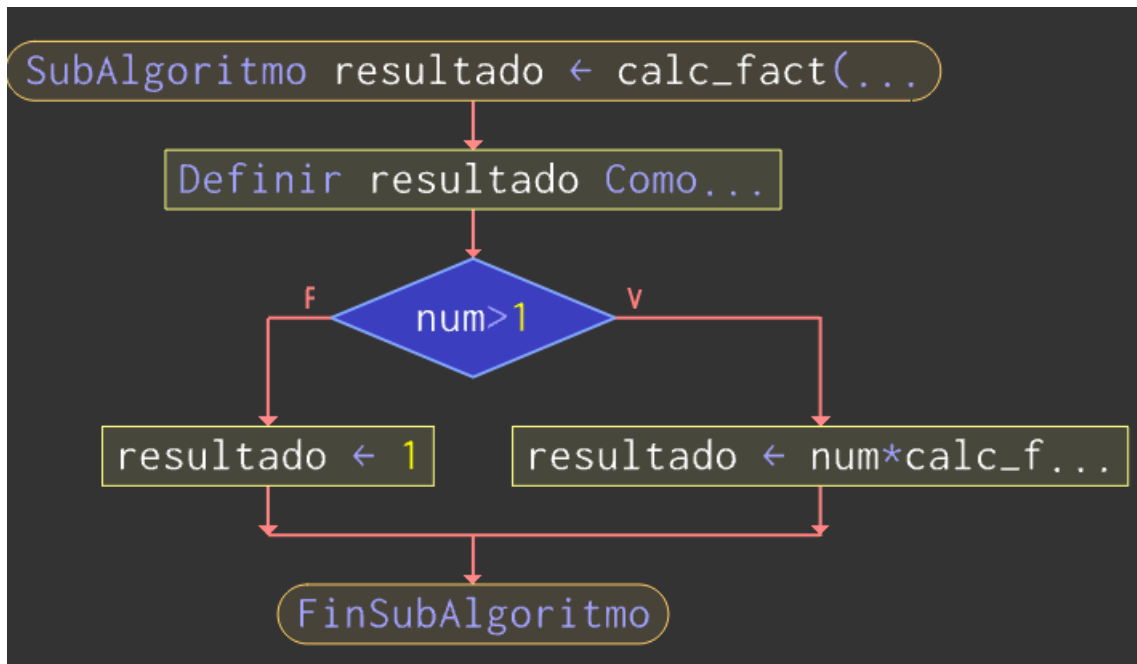 SubAlgoritmo resultado ← calc_fact(...
Definir resultado Como...
F
num>1
V
resultado ← 1
resultado ← num*calc_f...
FinSubAlgoritmo